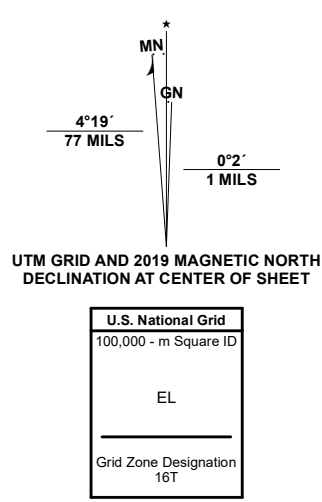 ★
MN
GN
4°19´
77 MILS
0°2´
1 MILS
UTM GRID AND 2019 MAGNETIC NORTH
DECLINATION AT CENTER OF SHEET
U.S. National Grid
100,000 - m Square ID
EL
Grid Zone Designation
16T